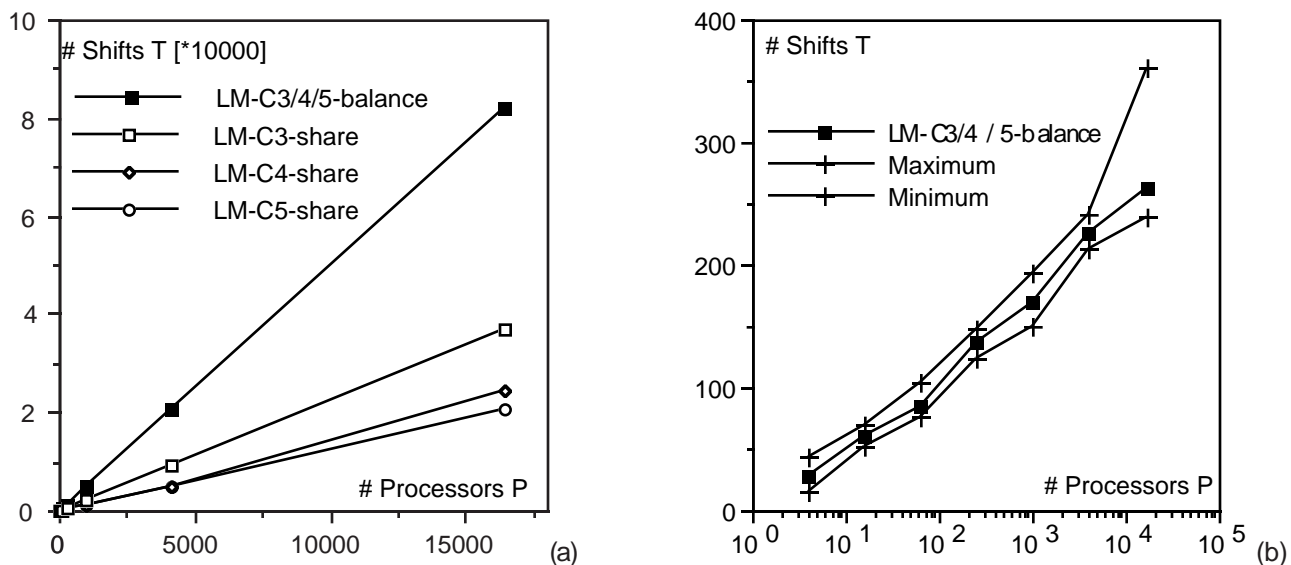 10
8
6
4
2
0
# Shifts T [*10000]
LM-C3/4/5-balance
LM-C3-share
LM-C4-share
LM-C5-share
# Processors P
0
5000
10000
15000
(a)
400
300
200
100
0
# Shifts T
LM-C3/4 / 5-balance
Maximum
Minimum
# Processors P
10 0
10 1
10 2
10 3
10 4
10 5
(b)